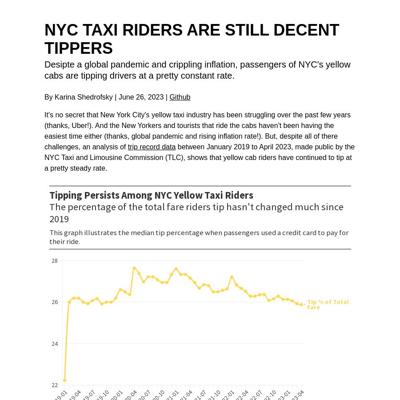 NYC TAXI RIDERS ARE STILL DECENT
TIPPERS
Desipte a global pandemic and crippling inflation, passengers of NYC's yellow
cabs are tipping drivers at a pretty constant rate.
By Karina Shedrofsky | June 26, 2023 | Github
It's no secret that New York City's yellow taxi industry has been struggling over the past few years
(thanks, Uber!). And the New Yorkers and tourists that ride the cabs haven't been having the
easiest time either (thanks, global pandemic and rising inflation rate!). But, despite all of there
challenges, an analysis of trip record data between January 2019 to April 2023, made public by the
NYC Taxi and Limousine Commission (TLC), shows that yellow cab riders have continued to tip at
a pretty steady rate.
Tipping Persists Among NYC Yellow Taxi Riders
The percentage of the total fare riders tip hasn't changed much since
2019
This graph illustrates the median tip percentage when passengers used a credit card to pay for
their ride.
28
26
Tip % of Total
Fare
24
22